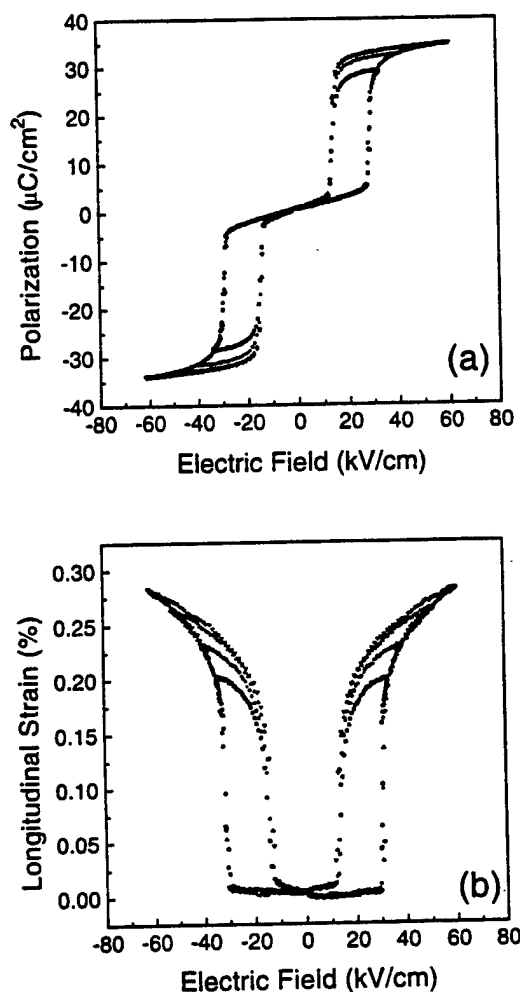 40
30
20
10
0
-10
-20
-30
-40
Polarization (μC/cm²)
(a)
-80 -60 -40 -20 0 20 40 60 80
Electric Field (kV/cm)
0.30
0.25
0.20
0.15
0.10
0.05
0.00
Longitudinal Strain (%)
(b)
-80 -60 -40 -20 0 20 40 60 80
Electric Field (kV/cm)